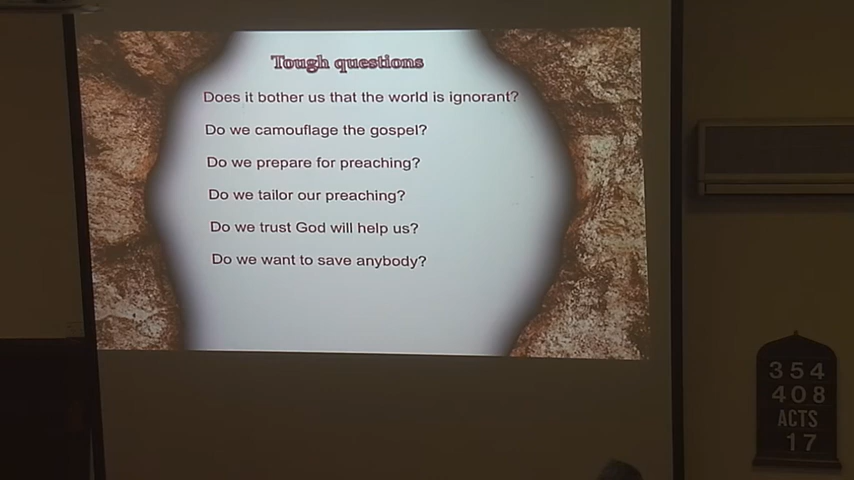 Tough questions
Does it bother us that the world is ignorant?
Do we camouflage the gospel?
Do we prepare for preaching?
Do we tailor our preaching?
Do we trust God will help us?
Do we want to save anybody?
354
408
ACTS
17